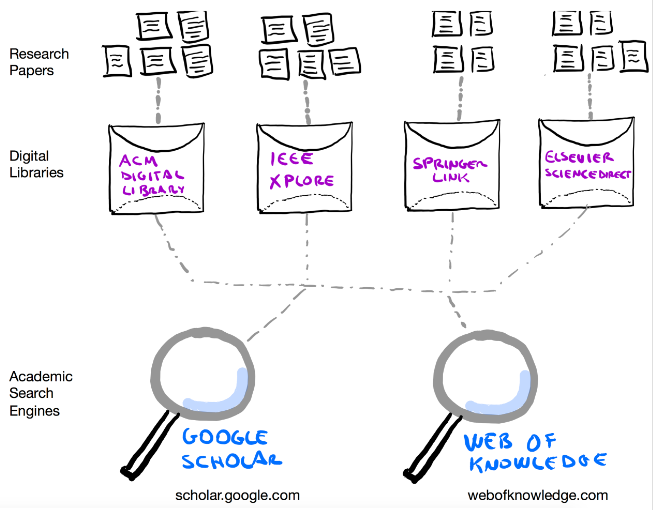 Research
Papers
Digital
Libraries
ACM
DIGITAL
LIBRARY
IEEE
XPLORE
SPRINGER
LINK
ELSEVIER
SCIENCEDIRECT
Academic
Search
Engines
GOOGLE
SCHOLAR
WEB OF
KNOWLEDGE
scholar.google.com
webofknowledge.com